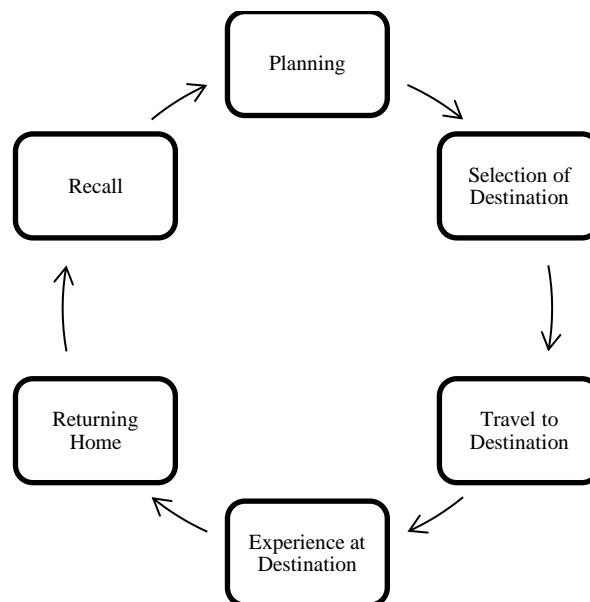 Planning
Selection of
Destination
Travel to
Destination
Experience at
Destination
Returning
Home
Recall